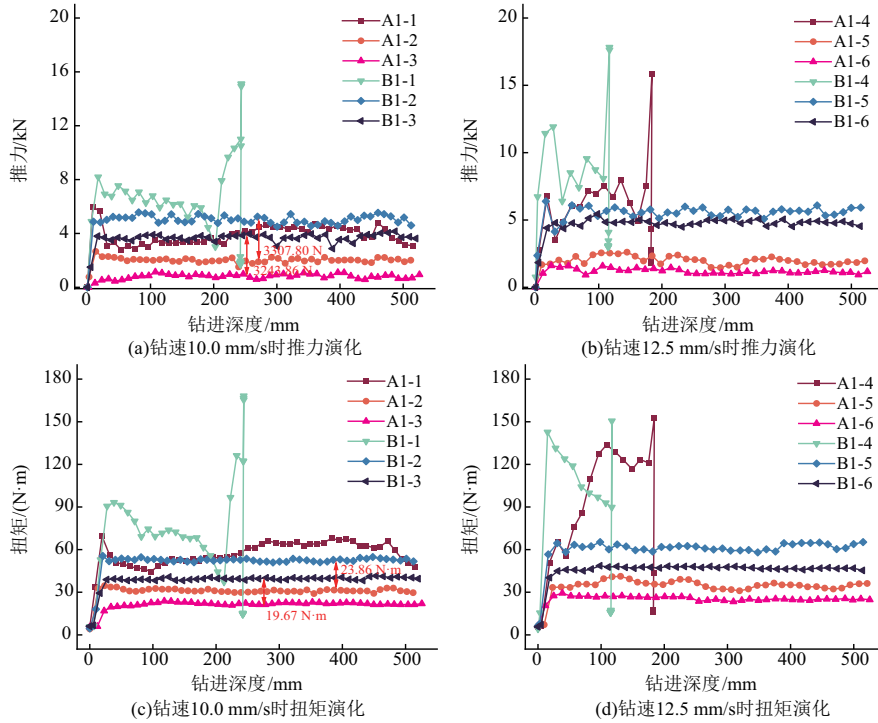 20
16
12
8
4
0
推力/kN
A1-1
A1-2
A1-3
B1-1
B1-2
B1-3
3307.80 N
3243.86 N
0 100 200 300 400 500
钻进深度/mm
(a)钻速10.0 mm/s时推力演化
20
15
10
5
0
推力/kN
A1-4
A1-5
A1-6
B1-4
B1-5
B1-6
0 100 200 300 400 500
钻进深度/mm
(b)钻速12.5 mm/s时推力演化
180
150
120
90
60
30
0
扭矩/(N·m)
A1-1
A1-2
A1-3
B1-1
B1-2
B1-3
23.86 N·m
19.67 N·m
0 100 200 300 400 500
钻进深度/mm
(c)钻速10.0 mm/s时扭矩演化
180
150
120
90
60
30
0
扭矩/(N·m)
A1-4
A1-5
A1-6
B1-4
B1-5
B1-6
0 100 200 300 400 500
钻进深度/mm
(d)钻速12.5 mm/s时扭矩演化